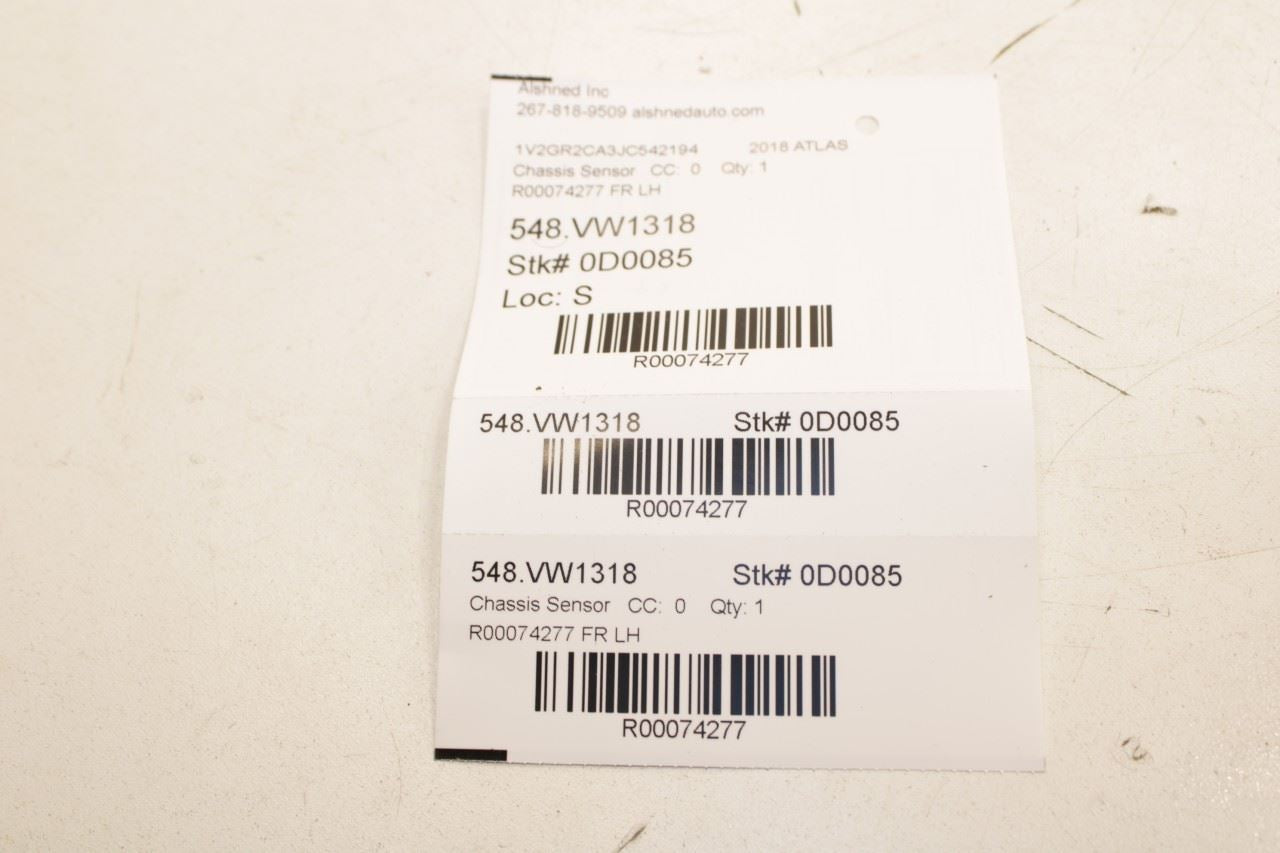 Alshned Inc
267-818-9509 alshnedauto.com
1V2GR2CA3JC542194 2018 ATLAS
Chassis Sensor CC: 0 Qty: 1
R00074277 FR LH
548.VW1318
Stk# 0D0085
Loc: S
R00074277
548.VW1318 Stk# 0D0085
R00074277
548.VW1318 Stk# 0D0085
Chassis Sensor CC: 0 Qty: 1
R00074277 FR LH
R00074277